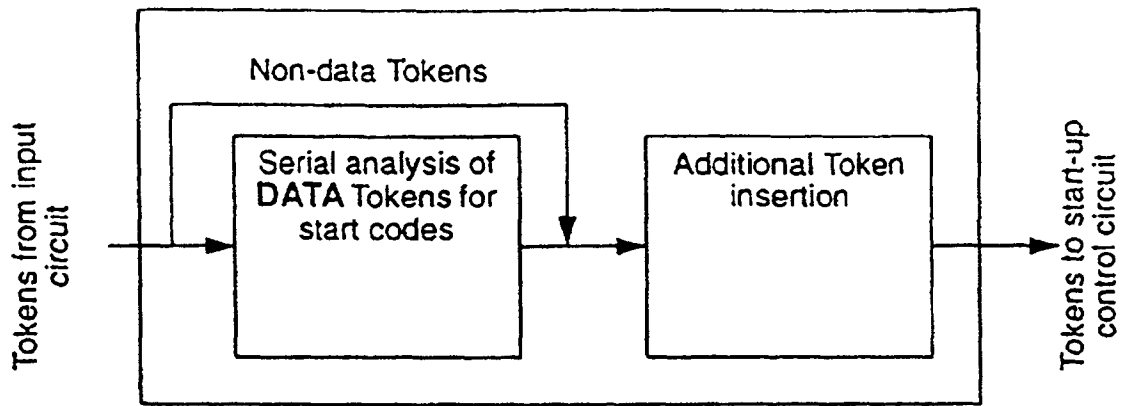 Non-data Tokens
Tokens from input
circuit
Serial analysis of
DATA Tokens for
start codes
Additional Token
insertion
Tokens to start-up
control circuit